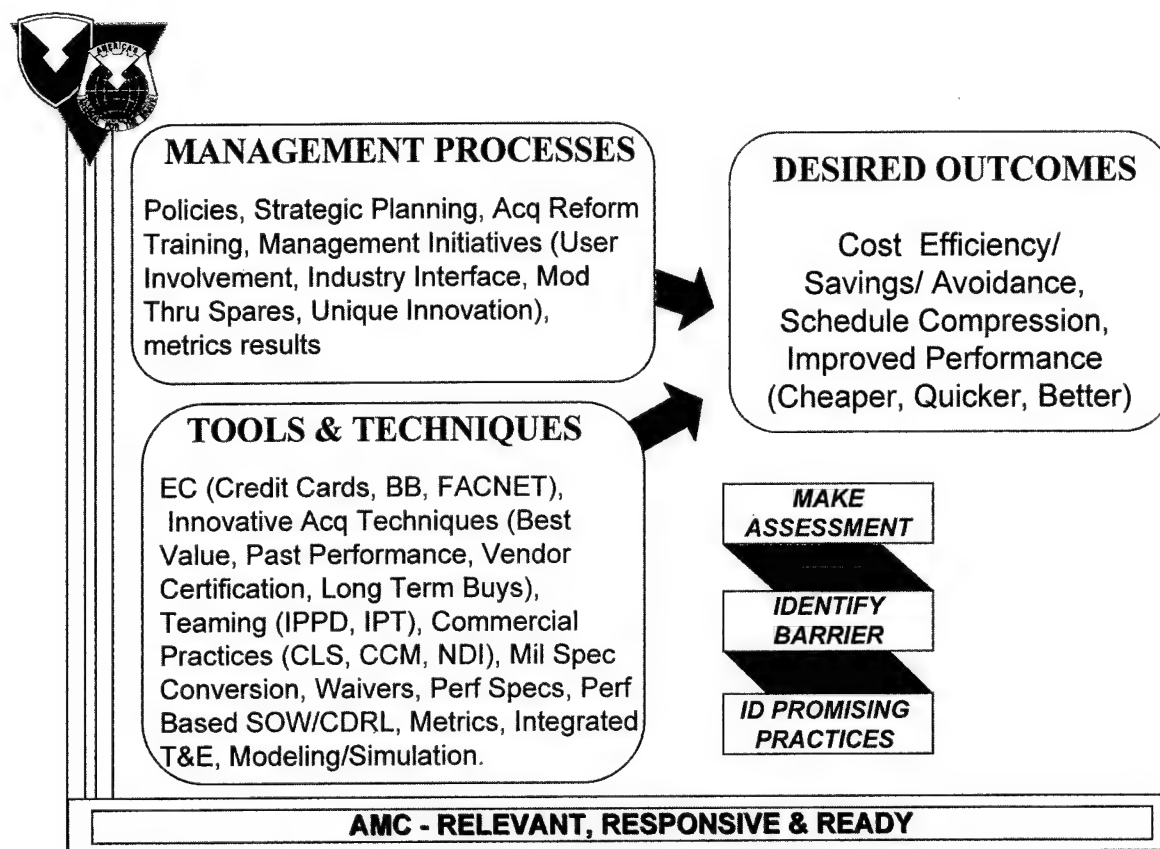 AMERICA'S
MANAGEMENT PROCESSES
Policies, Strategic Planning, Acq Reform
Training, Management Initiatives (User
Involvement, Industry Interface, Mod
Thru Spares, Unique Innovation),
metrics results
TOOLS & TECHNIQUES
EC (Credit Cards, BB, FACNET),
Innovative Acq Techniques (Best
Value, Past Performance, Vendor
Certification, Long Term Buys),
Teaming (IPPD, IPT), Commercial
Practices (CLS, CCM, NDI), Mil Spec
Conversion, Waivers, Perf Specs, Perf
Based SOW/CDRL, Metrics, Integrated
T&E, Modeling/Simulation.
DESIRED OUTCOMES
Cost Efficiency/
Savings/ Avoidance,
Schedule Compression,
Improved Performance
(Cheaper, Quicker, Better)
MAKE
ASSESSMENT
IDENTIFY
BARRIER
ID PROMISING
PRACTICES
AMC - RELEVANT, RESPONSIVE & READY